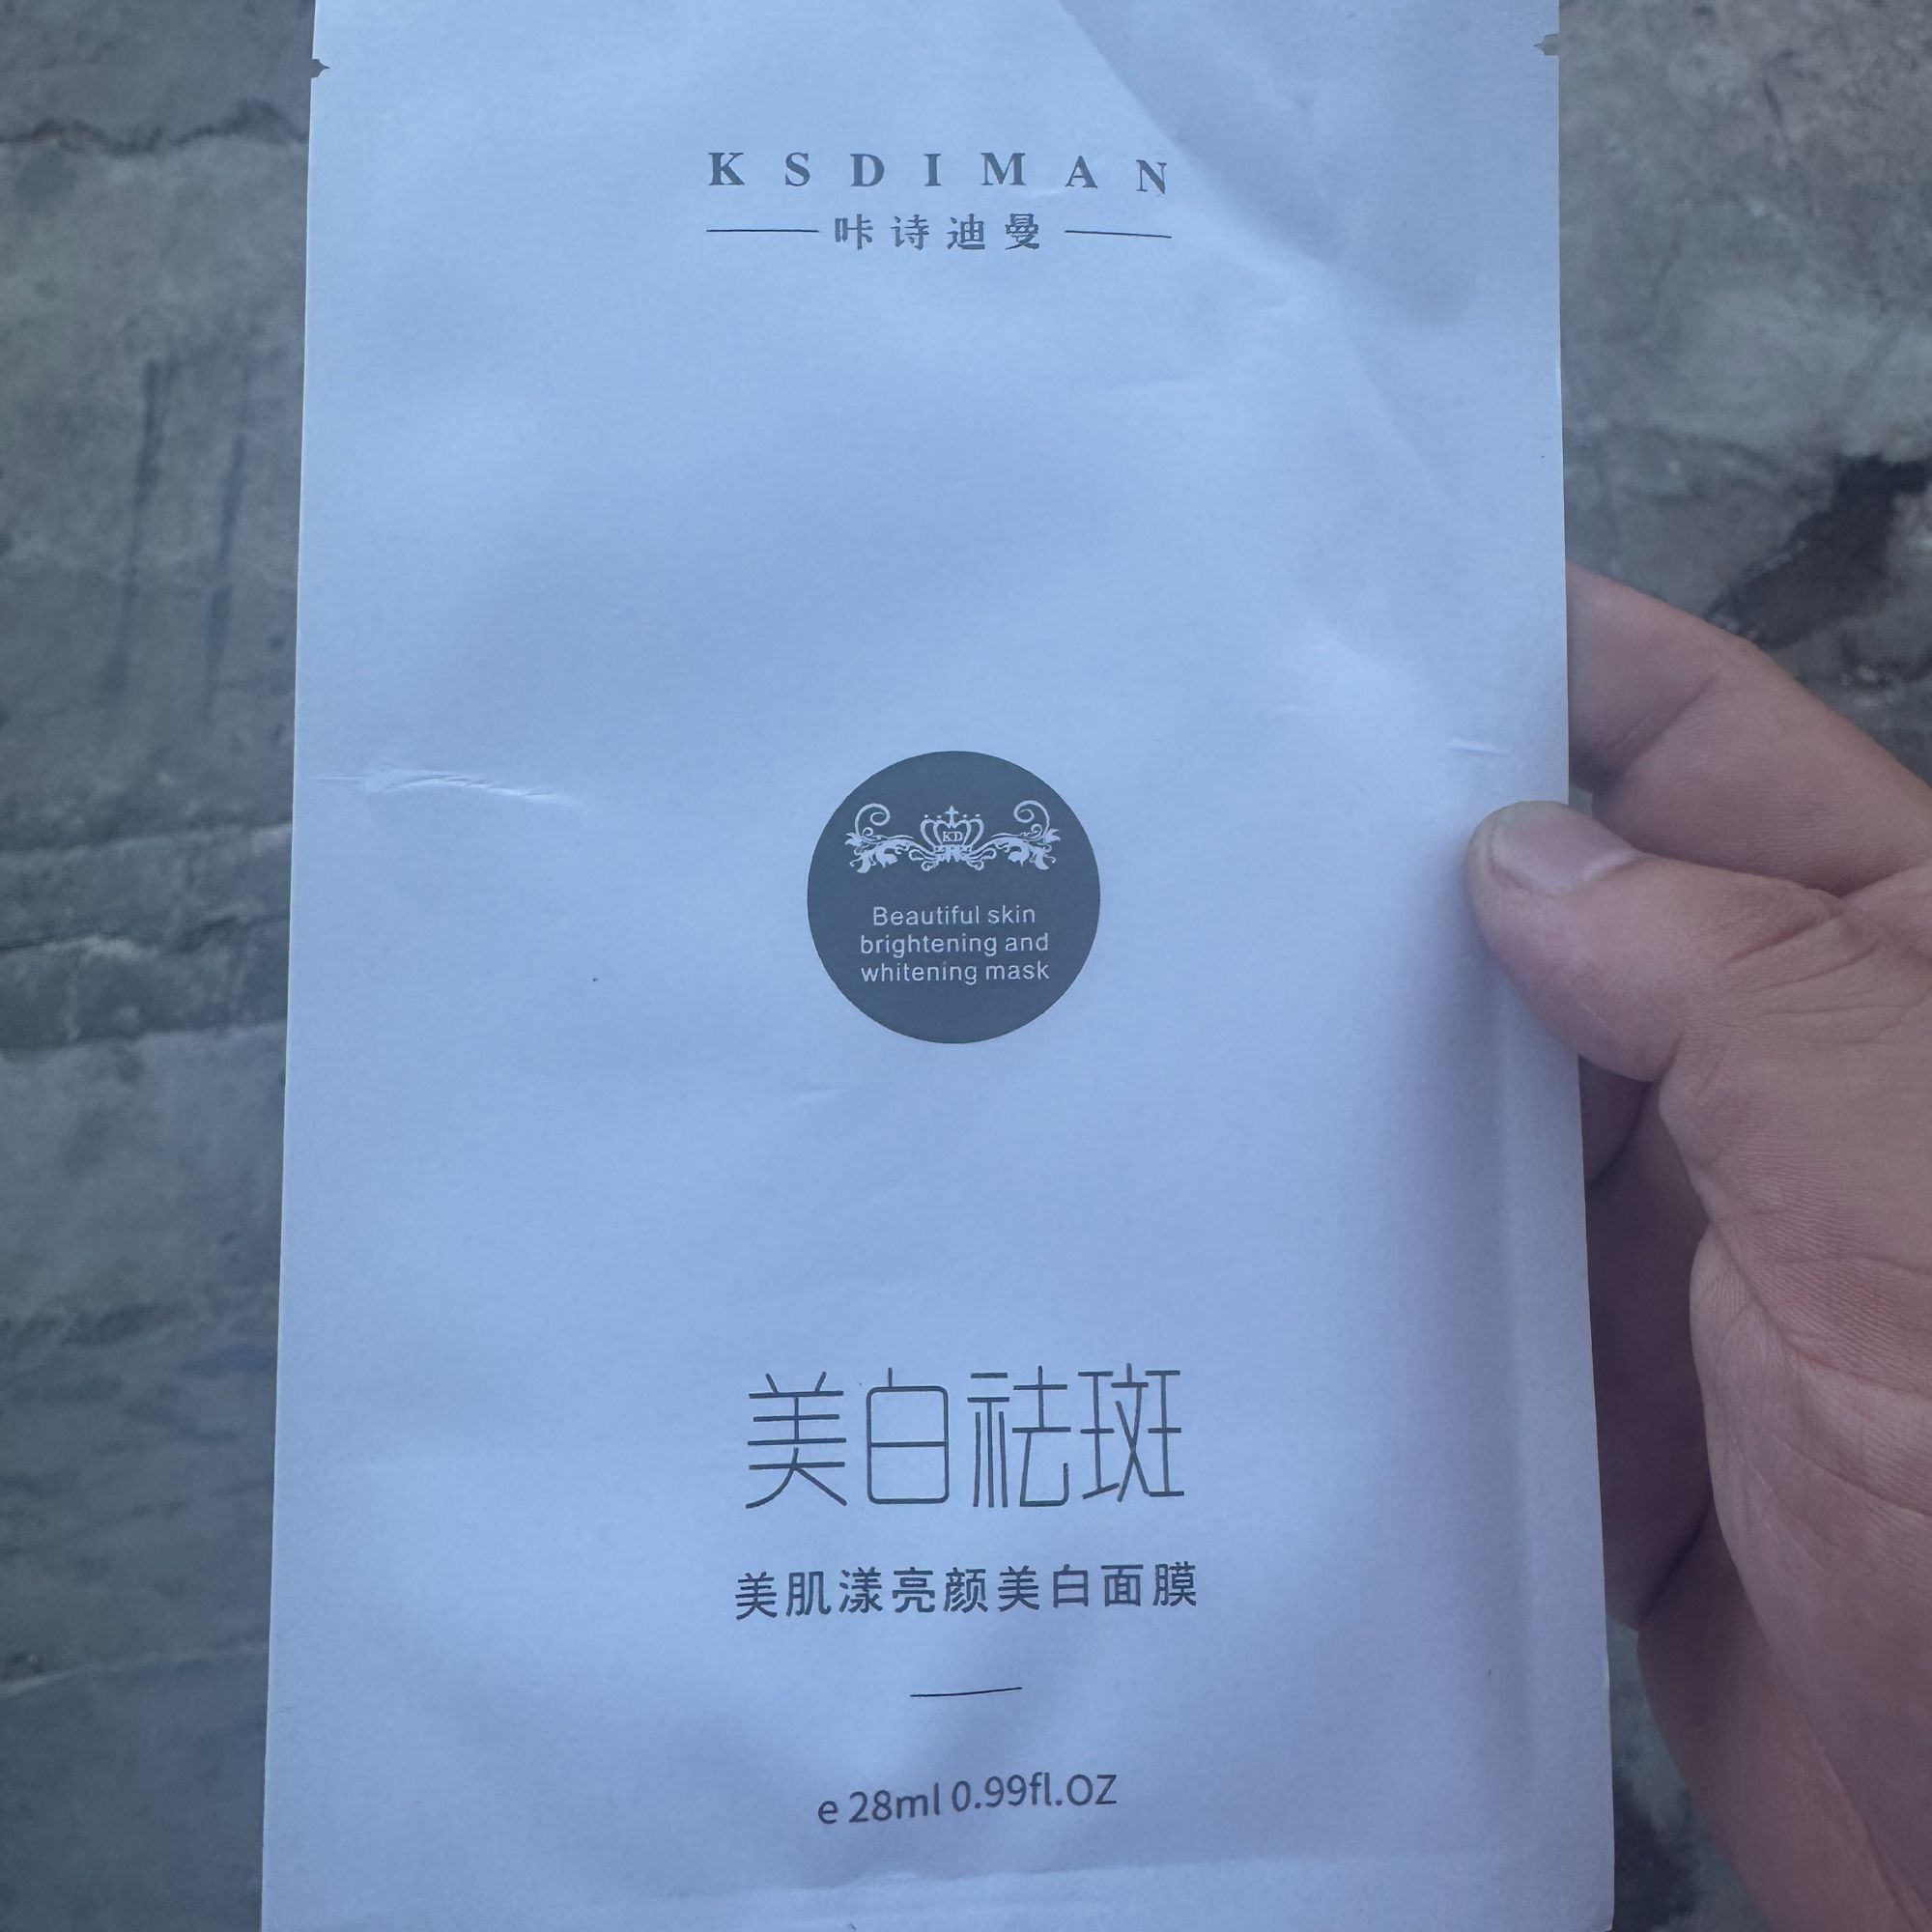 KSDIMAN
咔诗迪曼
KD
Beautiful skin
brightening and
whitening mask
美白祛斑
美肌漾亮颜美白面膜
e 28ml 0.99fl.OZ